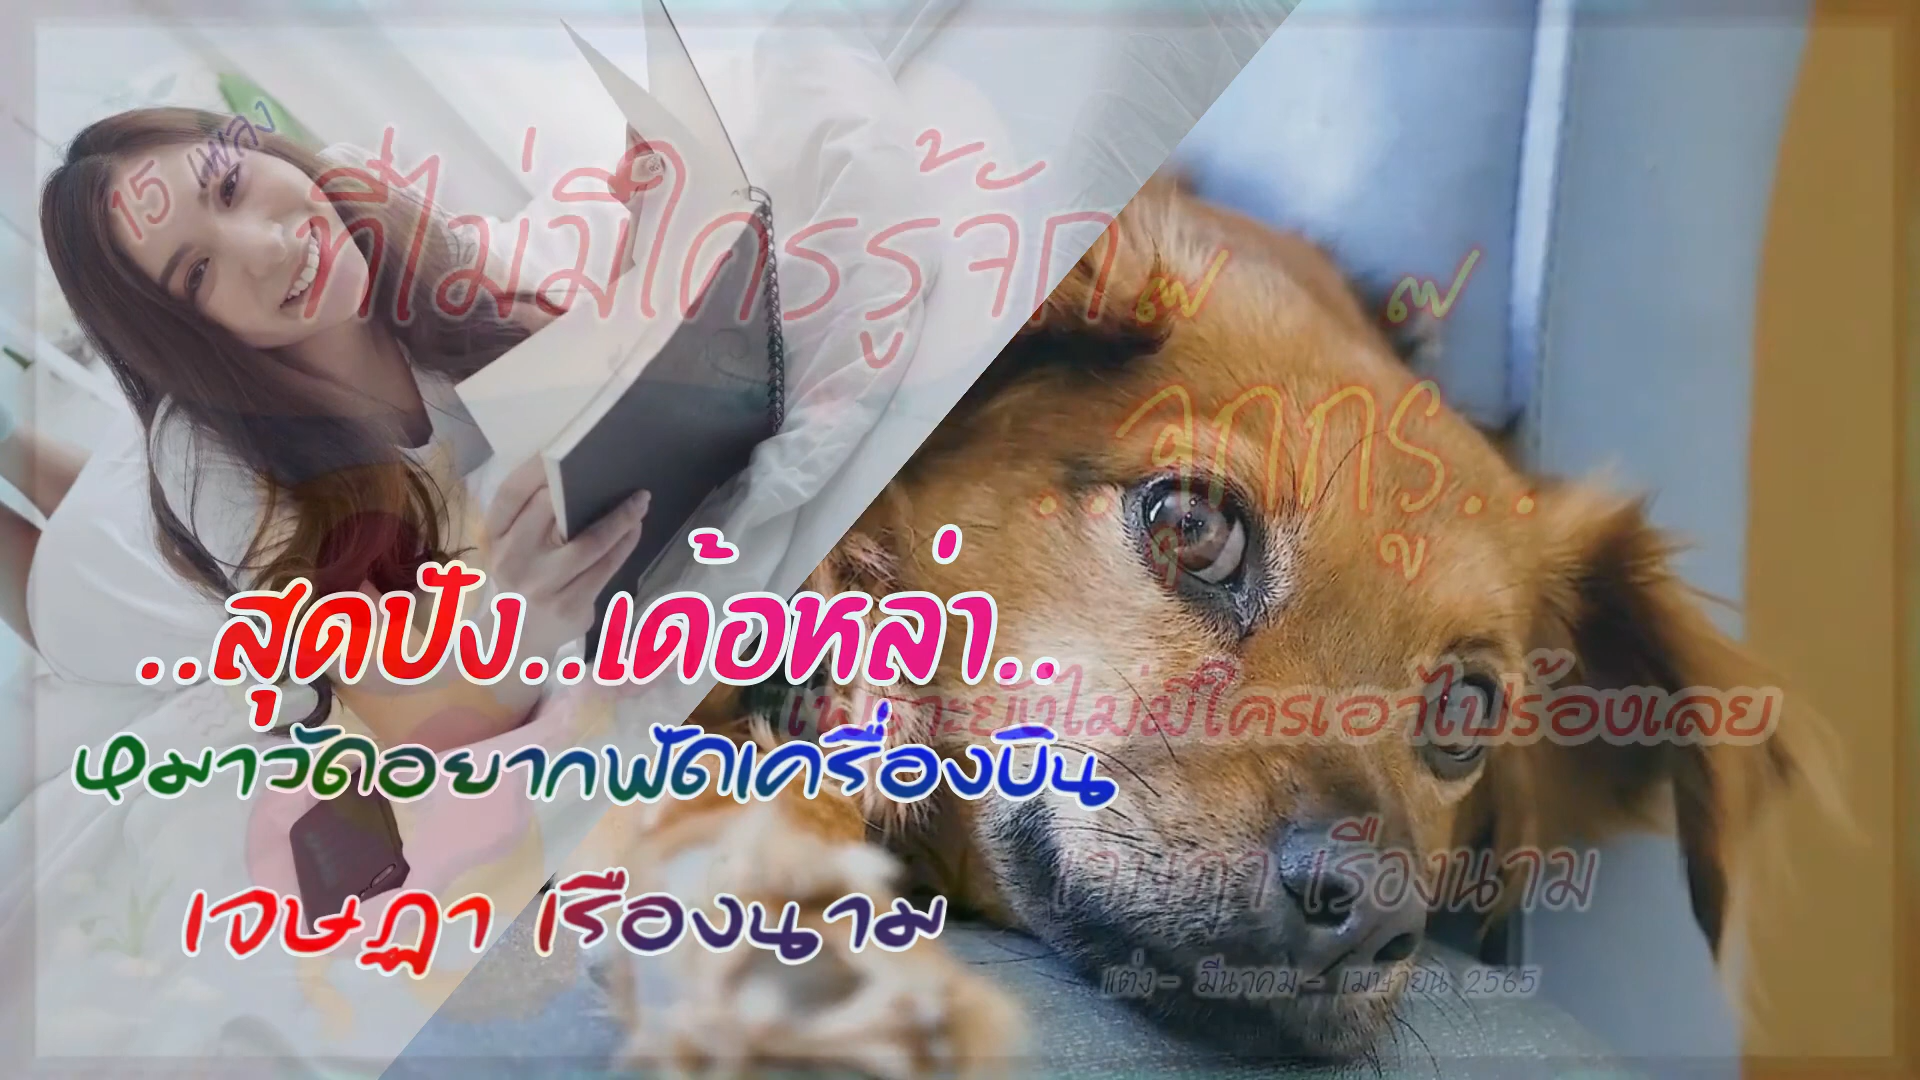 15 เพลง
ที่ไม่มีใครรู้จัก
..สุดปัง..เด้อหล่า..
เพราะยังไม่มีใครเอาไปร้องเลย
หมาวัดอยากฟัดเครื่องบิน
เจษฎา เรืองนาม
เจษฎา เรืองนาม
แต่ง - มีนาคม - เมษายน 2565